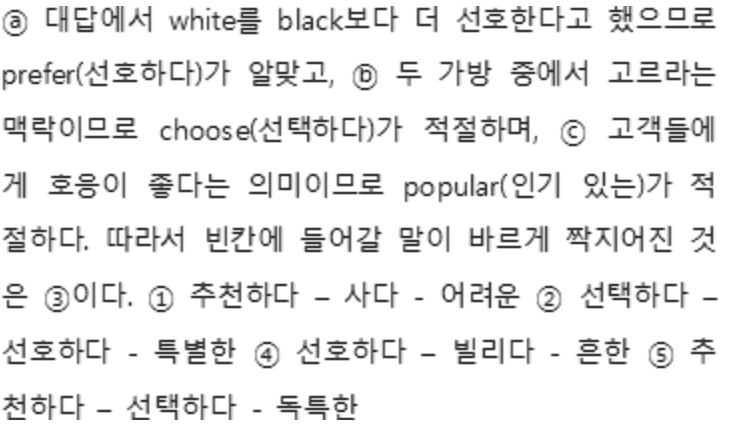 ⓐ 대답에서 white를 black보다 더 선호한다고 했으므로
prefer(선호하다)가 알맞고, ⓑ 두 가방 중에서 고르라는
맥락이므로 choose(선택하다)가 적절하며, ⓒ 고객들에
게 호응이 좋다는 의미이므로 popular(인기 있는)가 적
절하다. 따라서 빈칸에 들어갈 말이 바르게 짝지어진 것
은 ③이다. ① 추천하다 – 사다 - 어려운 ② 선택하다 –
선호하다 - 특별한 ④ 선호하다 – 빌리다 - 흔한 ⑤ 추
천하다 – 선택하다 - 독특한